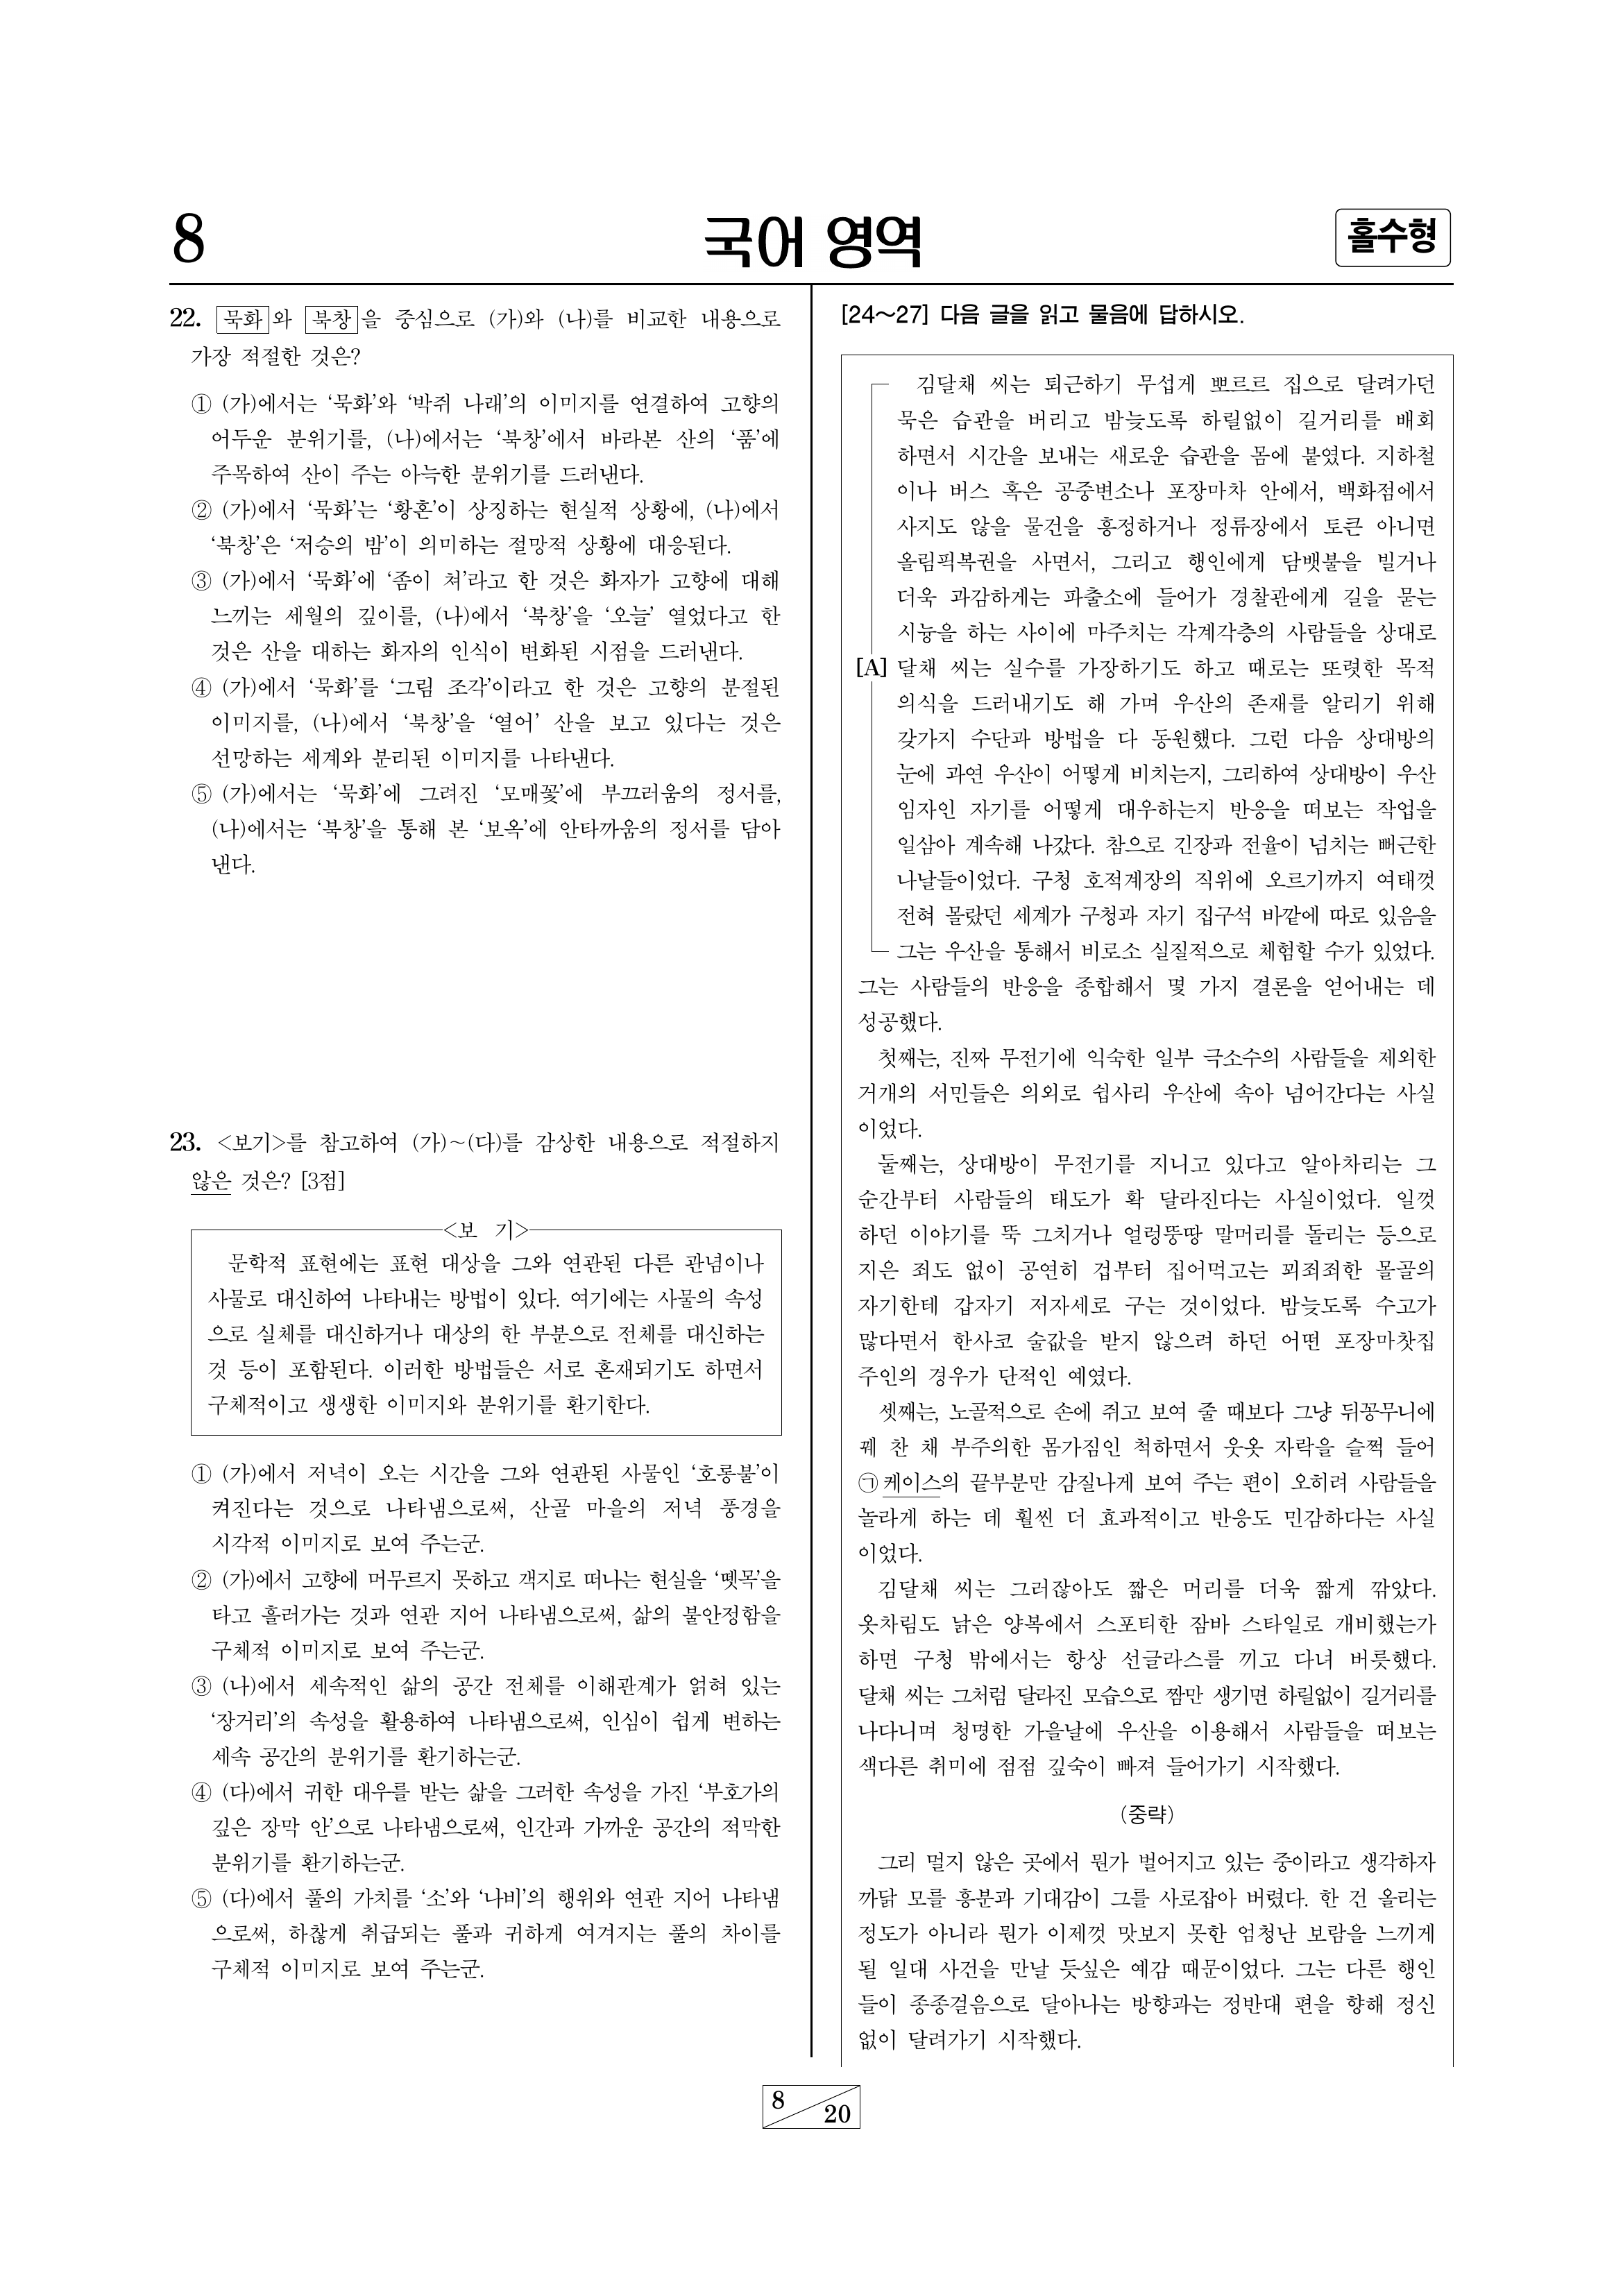 8
국어 영역
홀수형
22. 묵화와 북창을 중심으로 (가)와 (나)를 비교한 내용으로
가장 적절한 것은?
① (가)에서는 ‘묵화’와 ‘박쥐 나래’의 이미지를 연결하여 고향의
어두운 분위기를, (나)에서는 ‘북창’에서 바라본 산의 ‘품’에
주목하여 산이 주는 아늑한 분위기를 드러낸다.
② (가)에서 ‘묵화’는 ‘황혼’이 상징하는 현실적 상황에, (나)에서
‘북창’은 ‘저승의 밤’이 의미하는 절망적 상황에 대응된다.
③ (가)에서 ‘묵화’에 ‘좀이 쳐’라고 한 것은 화자가 고향에 대해
느끼는 세월의 깊이를, (나)에서 ‘북창’을 ‘오늘’ 열었다고 한
것은 산을 대하는 화자의 인식이 변화된 시점을 드러낸다.
④ (가)에서 ‘묵화’를 ‘그림 조각’이라고 한 것은 고향의 분절된
이미지를, (나)에서 ‘북창’을 ‘열어’ 산을 보고 있다는 것은
선망하는 세계와 분리된 이미지를 나타낸다.
⑤ (가)에서는 ‘묵화’에 그려진 ‘모매꽃’에 부끄러움의 정서를,
(나)에서는 ‘북창’을 통해 본 ‘보옥’에 안타까움의 정서를 담아
낸다.
23. <보기>를 참고하여 (가)~(다)를 감상한 내용으로 적절하지
않은 것은? [3점]
<보 기>
문학적 표현에는 표현 대상을 그와 연관된 다른 관념이나
사물로 대신하여 나타내는 방법이 있다. 여기에는 사물의 속성
으로 실체를 대신하거나 대상의 한 부분으로 전체를 대신하는
것 등이 포함된다. 이러한 방법들은 서로 혼재되기도 하면서
구체적이고 생생한 이미지와 분위기를 환기한다.
① (가)에서 저녁이 오는 시간을 그와 연관된 사물인 ‘호롱불’이
켜진다는 것으로 나타냄으로써, 산골 마을의 저녁 풍경을
시각적 이미지로 보여 주는군.
② (가)에서 고향에 머무르지 못하고 객지로 떠나는 현실을 ‘뗏목’을
타고 흘러가는 것과 연관 지어 나타냄으로써, 삶의 불안정함을
구체적 이미지로 보여 주는군.
③ (나)에서 세속적인 삶의 공간 전체를 이해관계가 얽혀 있는
‘장거리’의 속성을 활용하여 나타냄으로써, 인심이 쉽게 변하는
세속 공간의 분위기를 환기하는군.
④ (다)에서 귀한 대우를 받는 삶을 그러한 속성을 가진 ‘부호가의
깊은 장막 안’으로 나타냄으로써, 인간과 가까운 공간의 적막한
분위기를 환기하는군.
⑤ (다)에서 풀의 가치를 ‘소’와 ‘나비’의 행위와 연관 지어 나타냄
으로써, 하찮게 취급되는 풀과 귀하게 여겨지는 풀의 차이를
구체적 이미지로 보여 주는군.
[24~27] 다음 글을 읽고 물음에 답하시오.
김달채 씨는 퇴근하기 무섭게 뽀르르 집으로 달려가던
묵은 습관을 버리고 밤늦도록 하릴없이 길거리를 배회
하면서 시간을 보내는 새로운 습관을 몸에 붙였다. 지하철
이나 버스 혹은 공중변소나 포장마차 안에서, 백화점에서
사지도 않을 물건을 흥정하거나 정류장에서 토큰 아니면
올림픽복권을 사면서, 그리고 행인에게 담뱃불을 빌거나
더욱 과감하게는 파출소에 들어가 경찰관에게 길을 묻는
시늉을 하는 사이에 마주치는 각계각층의 사람들을 상대로
[A] 달채 씨는 실수를 가장하기도 하고 때로는 또렷한 목적
의식을 드러내기도 해 가며 우산의 존재를 알리기 위해
갖가지 수단과 방법을 다 동원했다. 그런 다음 상대방의
눈에 과연 우산이 어떻게 비치는지, 그리하여 상대방이 우산
임자인 자기를 어떻게 대우하는지 반응을 떠보는 작업을
일삼아 계속해 나갔다. 참으로 긴장과 전율이 넘치는 뻐근한
나날들이었다. 구청 호적계장의 직위에 오르기까지 여태껏
전혀 몰랐던 세계가 구청과 자기 집구석 바깥에 따로 있음을
그는 우산을 통해서 비로소 실질적으로 체험할 수가 있었다.
그는 사람들의 반응을 종합해서 몇 가지 결론을 얻어내는 데
성공했다.
첫째는, 진짜 무전기에 익숙한 일부 극소수의 사람들을 제외한
거개의 서민들은 의외로 쉽사리 우산에 속아 넘어간다는 사실
이었다.
둘째는, 상대방이 무전기를 지니고 있다고 알아차리는 그
순간부터 사람들의 태도가 확 달라진다는 사실이었다. 일껏
하던 이야기를 뚝 그치거나 얼렁뚱땅 말머리를 돌리는 등으로
지은 죄도 없이 공연히 겁부터 집어먹고는 꾀죄죄한 몰골의
자기한테 갑자기 저자세로 구는 것이었다. 밤늦도록 수고가
많다면서 한사코 술값을 받지 않으려 하던 어떤 포장마찻집
주인의 경우가 단적인 예였다.
셋째는, 노골적으로 손에 쥐고 보여 줄 때보다 그냥 뒤꽁무니에
꿰 찬 채 부주의한 몸가짐인 척하면서 웃옷 자락을 슬쩍 들어
㉠케이스의 끝부분만 감질나게 보여 주는 편이 오히려 사람들을
놀라게 하는 데 훨씬 더 효과적이고 반응도 민감하다는 사실
이었다.
김달채 씨는 그러잖아도 짧은 머리를 더욱 짧게 깎았다.
옷차림도 낡은 양복에서 스포티한 잠바 스타일로 개비했는가
하면 구청 밖에서는 항상 선글라스를 끼고 다녀 버릇했다.
달채 씨는 그처럼 달라진 모습으로 짬만 생기면 하릴없이 길거리를
나다니며 청명한 가을날에 우산을 이용해서 사람들을 떠보는
색다른 취미에 점점 깊숙이 빠져 들어가기 시작했다.
(중략)
그리 멀지 않은 곳에서 뭔가 벌어지고 있는 중이라고 생각하자
까닭 모를 흥분과 기대감이 그를 사로잡아 버렸다. 한 건 올리는
정도가 아니라 뭔가 이제껏 맛보지 못한 엄청난 보람을 느끼게
될 일대 사건을 만날 듯싶은 예감 때문이었다. 그는 다른 행인
들이 종종걸음으로 달아나는 방향과는 정반대 편을 향해 정신
없이 달려가기 시작했다.
8
20